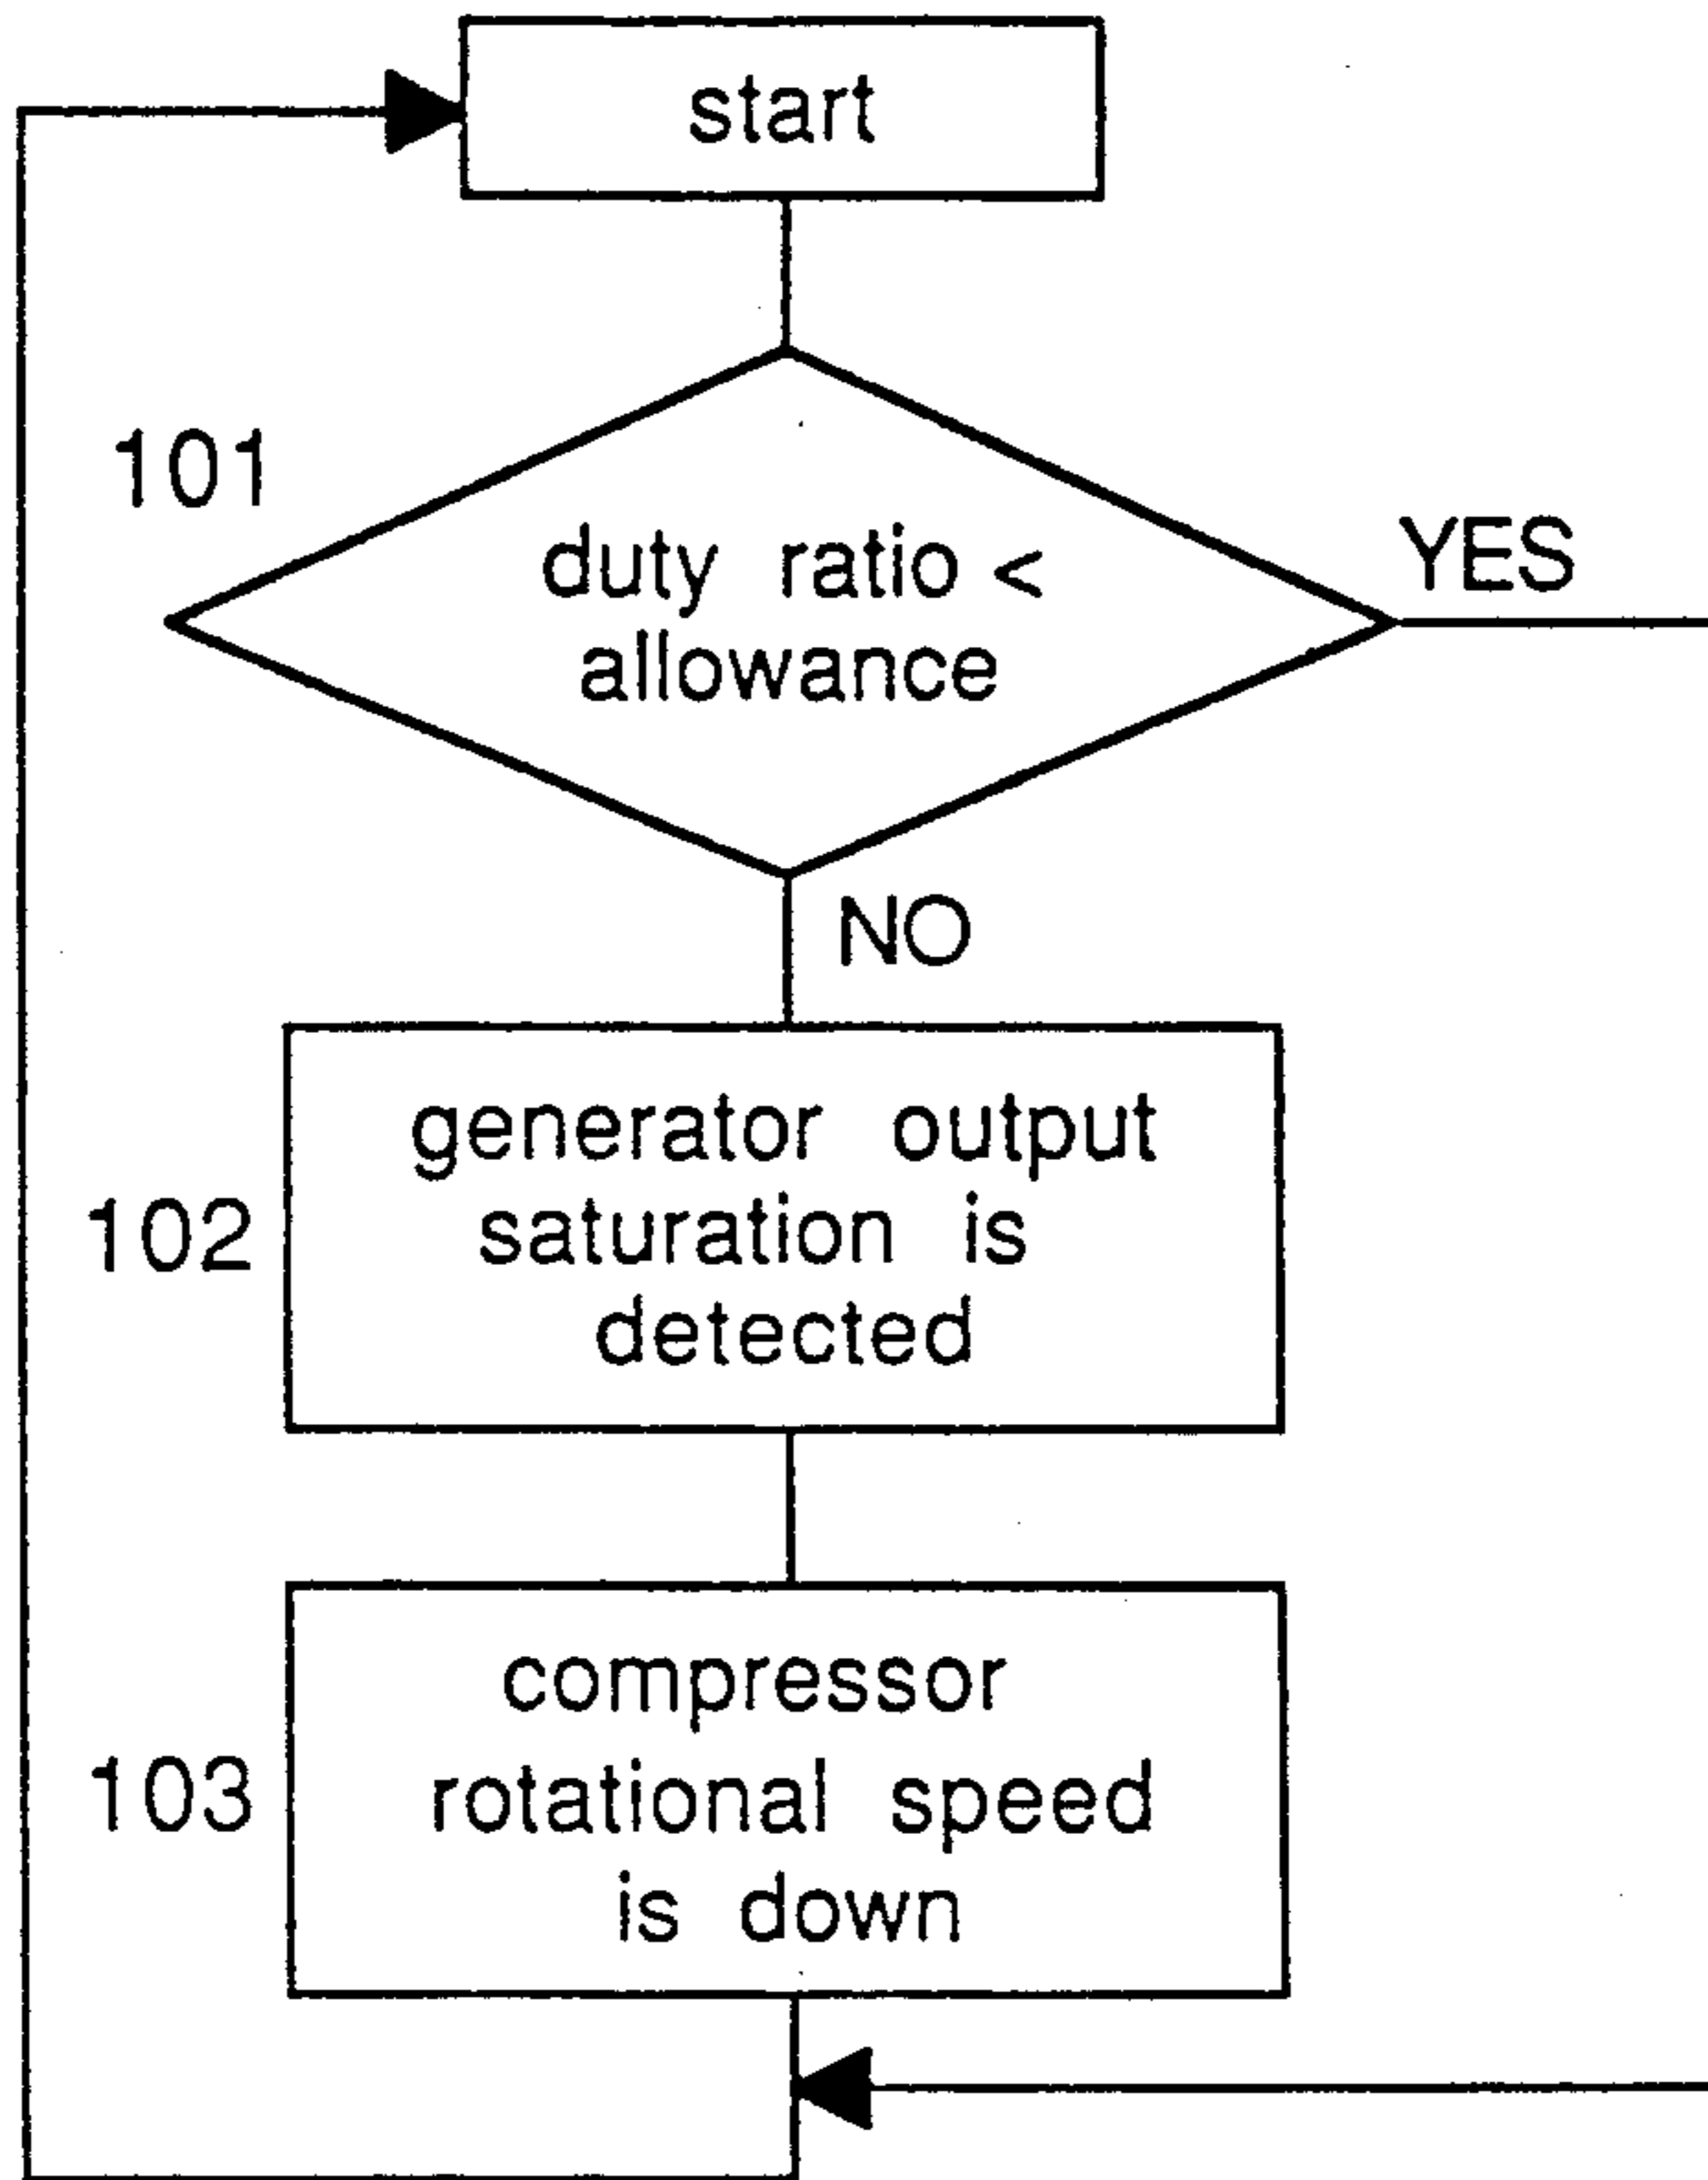 start
101
duty ratio <
allowance
YES
NO
102
generator output
saturation is
detected
103
compressor
rotational speed
is down